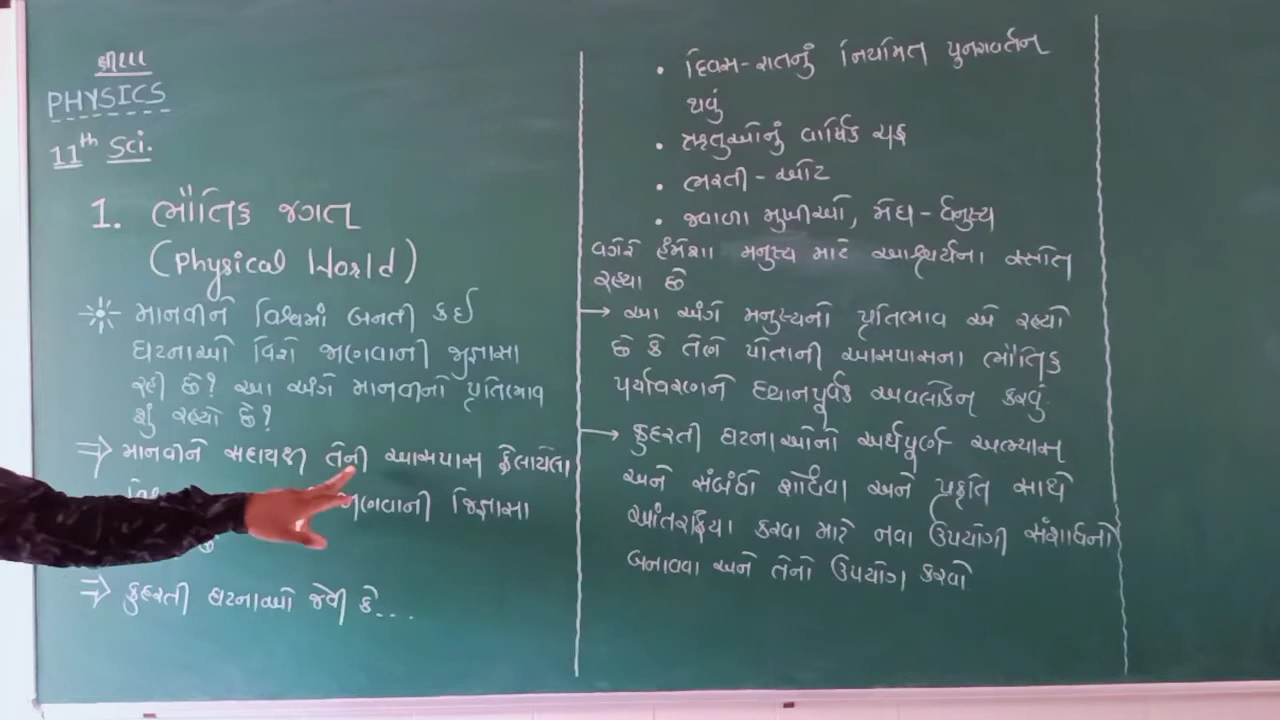 PHYSICS
11th Sci.
1. ભૌતિક જગત
(Physical World)
માનવીને વિશ્વમાં બનતી કઈ
ઘટનાઓ વિશે જાણવાની જીજ્ઞાસા
રહી છે? આ અંગે માનવીનો પ્રતિભાવ
શું રહ્યો છે?
⇒ માનવીને સદાયથી તેની આસપાસ ફેલાયેલા
જાણવાની જિજ્ઞાસા
છે
⇒ કુદરતી ઘટનાઓ જેવી કે...
• દિવસ-રાતનું નિયમિત પુનરાવર્તન
થવું
• ઋતુઓનું વાર્ષિક ચક્ર
• ભરતી - ઓટ
• જ્વાળા મુખીઓ, મેઘ - ધનુષ્ય
વગેરે હંમેશા મનુષ્ય માટે આશ્ચર્યના સ્ત્રોત
રહ્યા છે
→ આ અંગે મનુષ્યનો પ્રતિભાવ એ રહ્યો
છે કે તેણે પોતાની આસપાસના ભૌતિક
પર્યાવરણને ધ્યાનપૂર્વક અવલોકન કરવું.
→ કુદરતી ઘટનાઓનો અર્થપૂર્ણ અભ્યાસ
અને સંબંધો શોધવા અને પ્રકૃતિ સાથે
આંતરક્રિયા કરવા માટે નવા ઉપયોગી સંશાધનો
બનાવવા અને તેનો ઉપયોગ કરવો